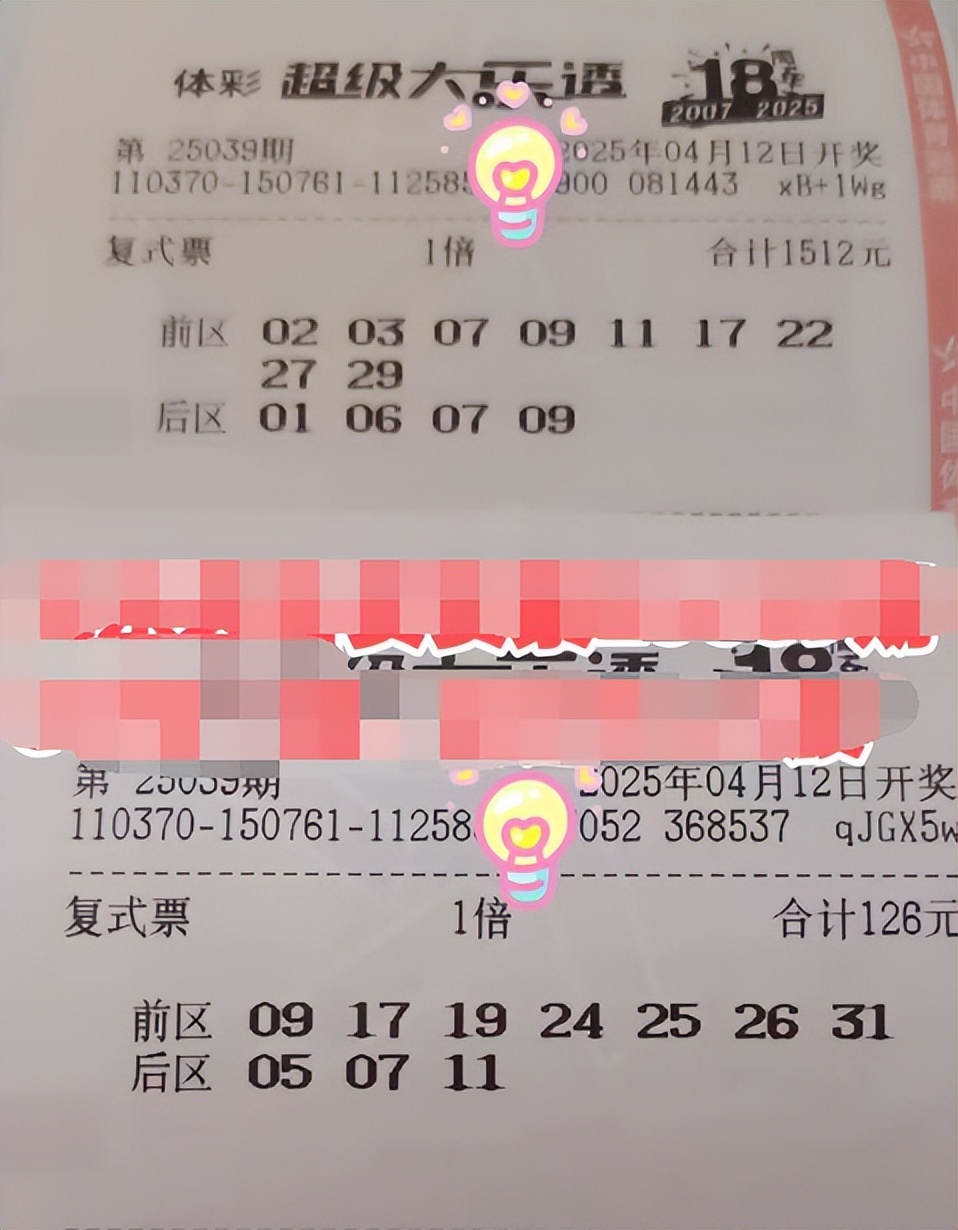 体彩 超级大乐透 18周年
2007 2025
第 25039期 2025年04月12日开奖
110370-150761-11258 900 081443 xB+1Wg
复式票 1倍 合计1512元
前区 02 03 07 09 11 17 22
27 29
后区 01 06 07 09
级大乐透 18
第 25039期 2025年04月12日开奖
110370-150761-11258 052 368537 qJGX5w
复式票 1倍 合计126元
前区 09 17 19 24 25 26 31
后区 05 07 11